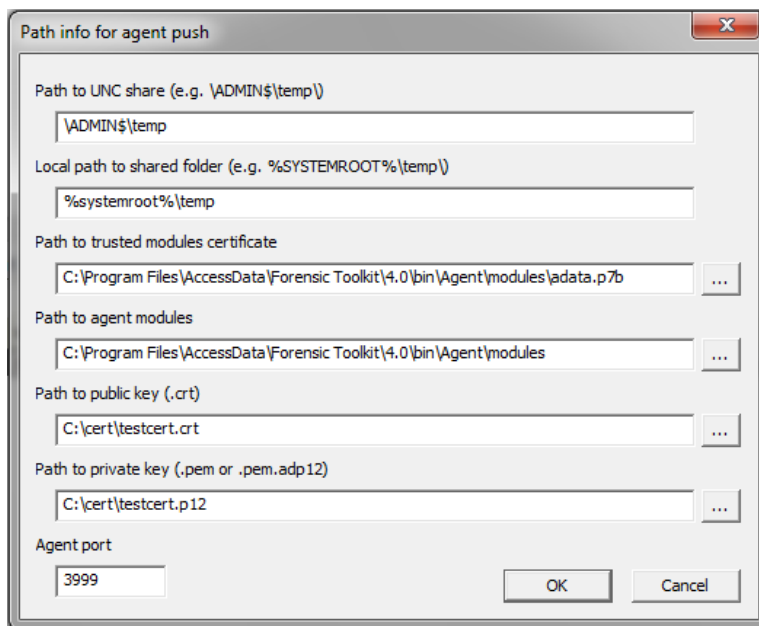 Path info for agent push
Path to UNC share (e.g. \ADMIN$\temp\)
\ADMIN$\temp
Local path to shared folder (e.g. %SYSTEMROOT%\temp\)
%systemroot%\temp
Path to trusted modules certificate
C:\Program Files\AccessData\Forensic Toolkit\4.0\bin\Agent\modules\adata.p7b
...
Path to agent modules
C:\Program Files\AccessData\Forensic Toolkit\4.0\bin\Agent\modules
...
Path to public key (.crt)
C:\cert\testcert.crt
...
Path to private key (.pem or .pem.adp12)
C:\cert\testcert.p12
...
Agent port
3999
OK
Cancel